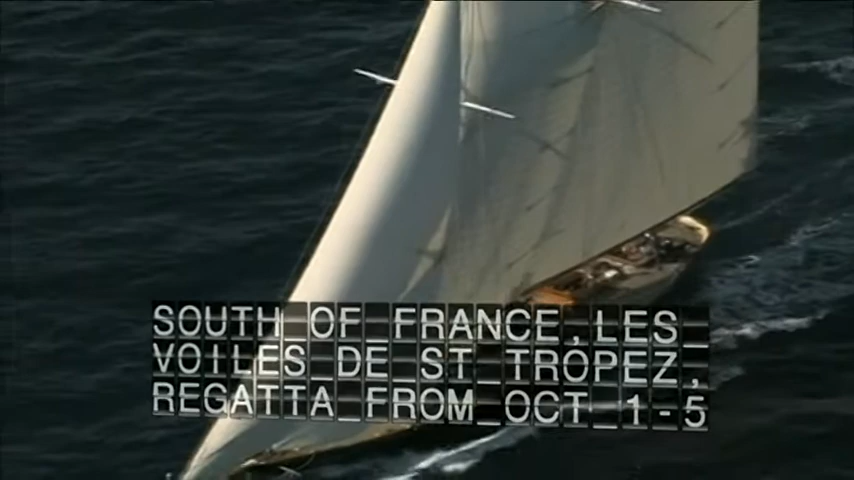 SOUTH OF FRANCE, LES
VOILES DE ST TROPEZ,
REGATTA FROM OCT 1-5